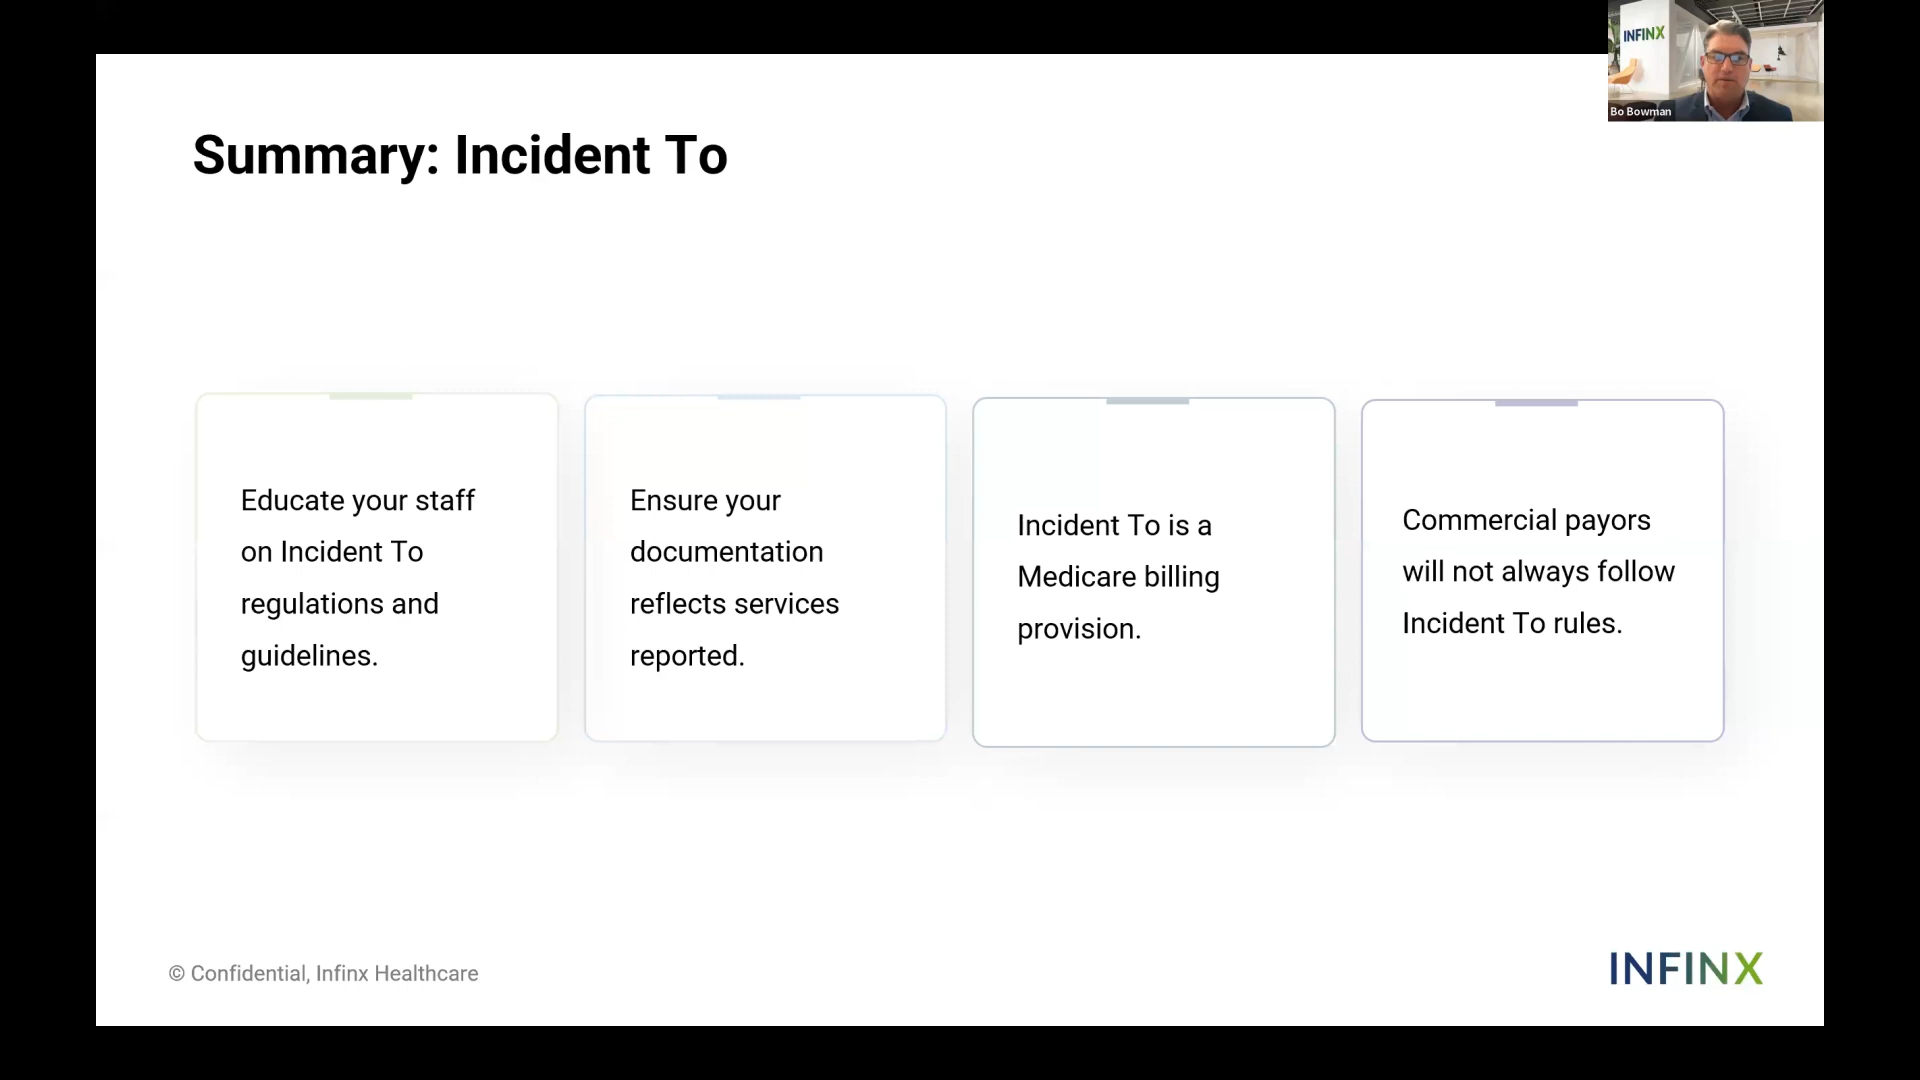 INFINX
Bo Bowman
Summary: Incident To
Educate your staff
on Incident To
regulations and
guidelines.
Ensure your
documentation
reflects services
reported.
Incident To is a
Medicare billing
provision.
Commercial payors
will not always follow
Incident To rules.
© Confidential, Infinx Healthcare
INFINX